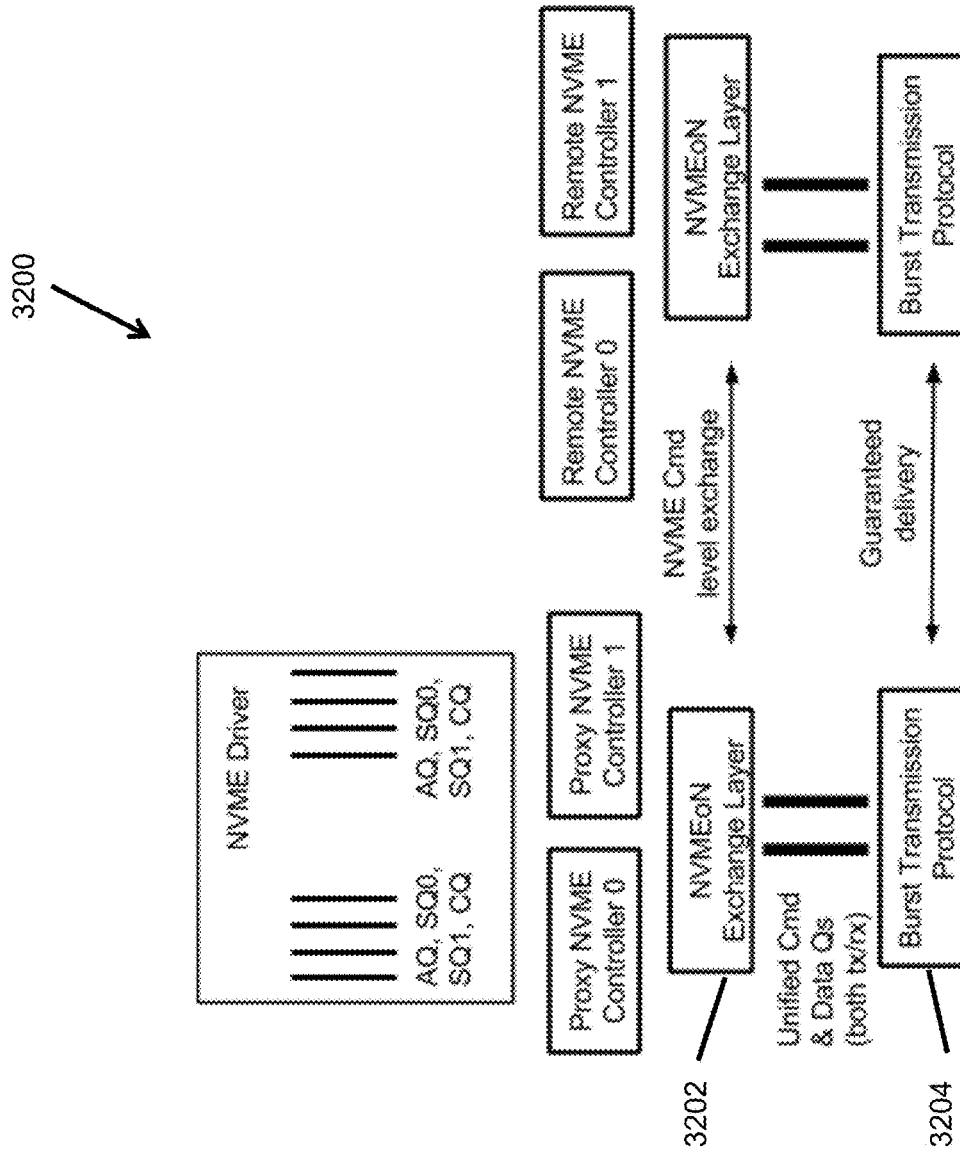 3200
NVME Driver
AQ, SQ0,
SQ1, CQ
AQ, SQ0,
SQ1, CQ
Proxy NVME
Controller 0
Proxy NVME
Controller 1
Remote NVME
Controller 0
Remote NVME
Controller 1
3202
NVMEoN
Exchange Layer
NVME Cmd
level exchange
NVMEoN
Exchange Layer
Unified Cmd
& Data Qs
(both tx/rx)
3204
Burst Transmission
Protocol
Guaranteed
delivery
Burst Transmission
Protocol